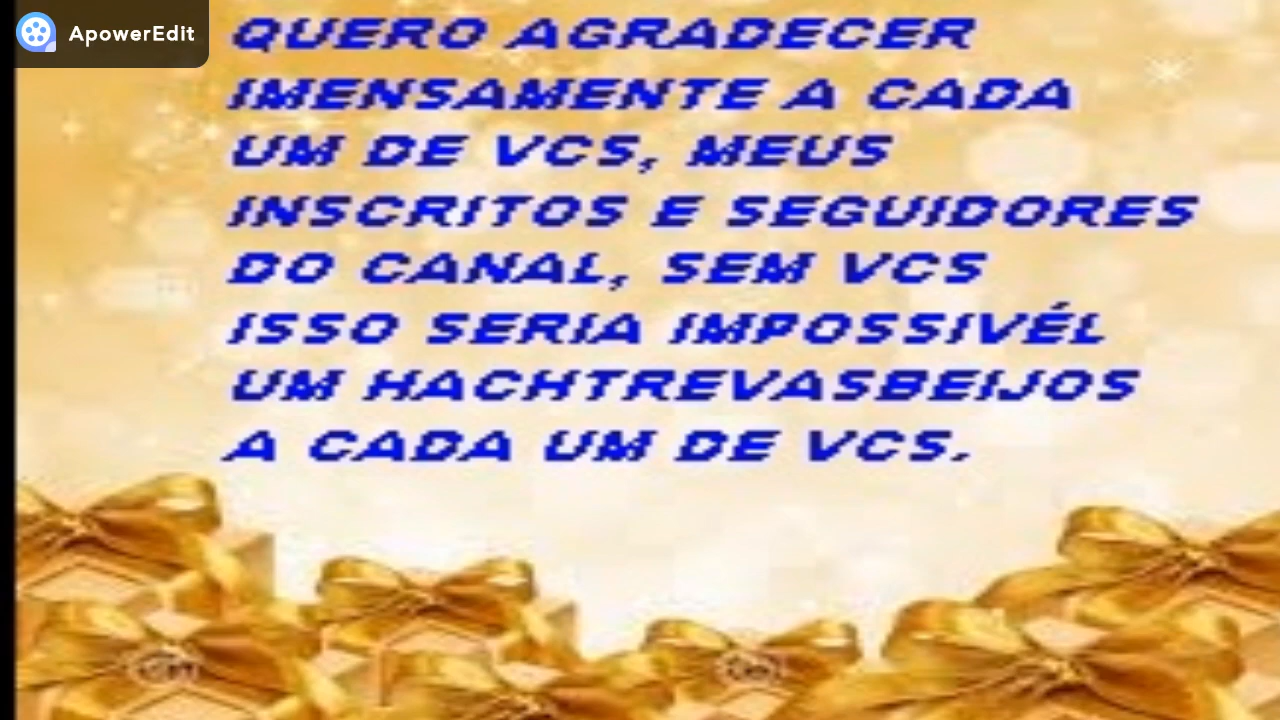 ApowerEdit
QUERO AGRADECER
IMENSAMENTE A CADA
UM DE VCS, MEUS
INSCRITOS E SEGUIDORES
DO CANAL, SEM VCS
ISSO SERIA IMPOSSIVÉL
UM HACHTREVASBEIJOS
A CADA UM DE VCS.